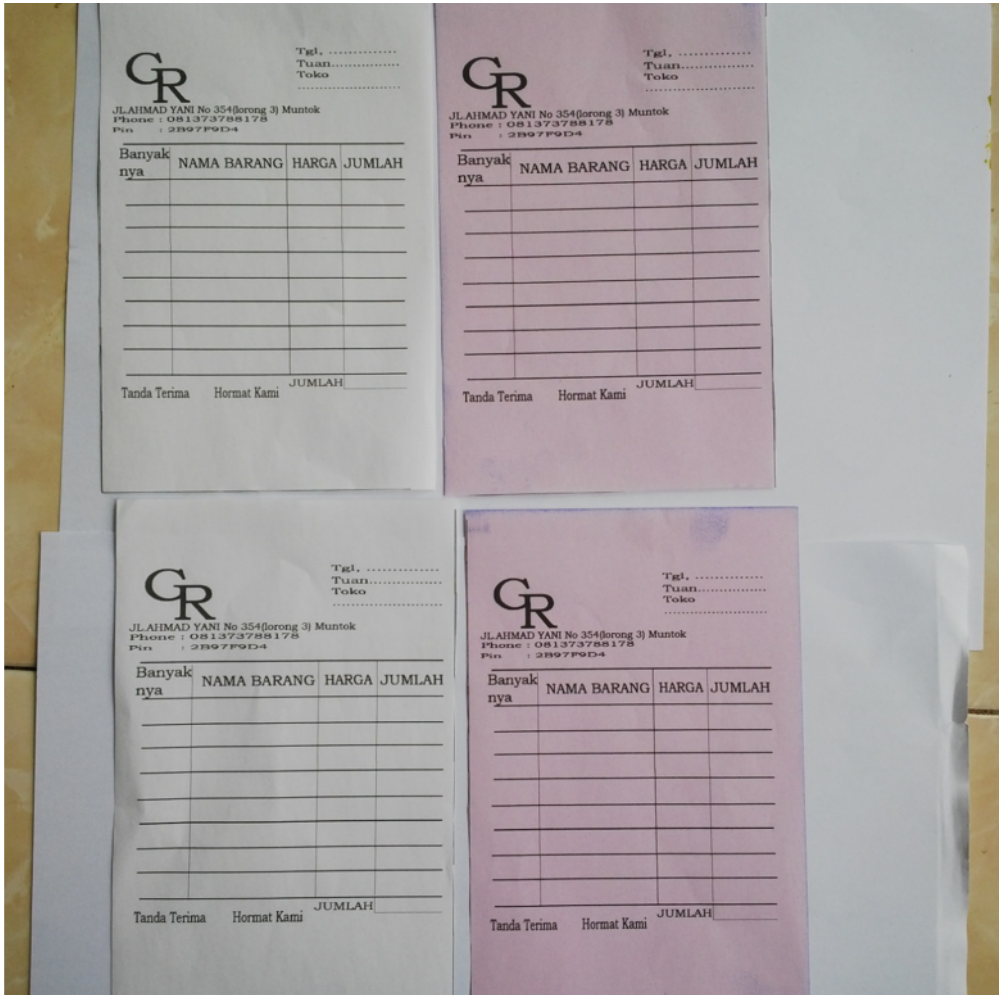 CR
Tgl, ..............
Tuan...............
Toko
........................
JL.AHMAD YANI No 354(lorong 3) Muntok
Phone : 081373788178
Pin : 2B97F9D4
Banyak nya NAMA BARANG HARGA JUMLAH
JUMLAH
Tanda Terima Hormat Kami
CR
Tgl, ..............
Tuan...............
Toko
........................
JL.AHMAD YANI No 354(lorong 3) Muntok
Phone : 081373788178
Pin : 2B97F9D4
Banyak nya NAMA BARANG HARGA JUMLAH
JUMLAH
Tanda Terima Hormat Kami
CR
Tgl, ..............
Tuan...............
Toko
........................
JL.AHMAD YANI No 354(lorong 3) Muntok
Phone : 081373788178
Pin : 2B97F9D4
Banyak nya NAMA BARANG HARGA JUMLAH
JUMLAH
Tanda Terima Hormat Kami
CR
Tgl, ..............
Tuan...............
Toko
........................
JL.AHMAD YANI No 354(lorong 3) Muntok
Phone : 081373788178
Pin : 2B97F9D4
Banyak nya NAMA BARANG HARGA JUMLAH
JUMLAH
Tanda Terima Hormat Kami